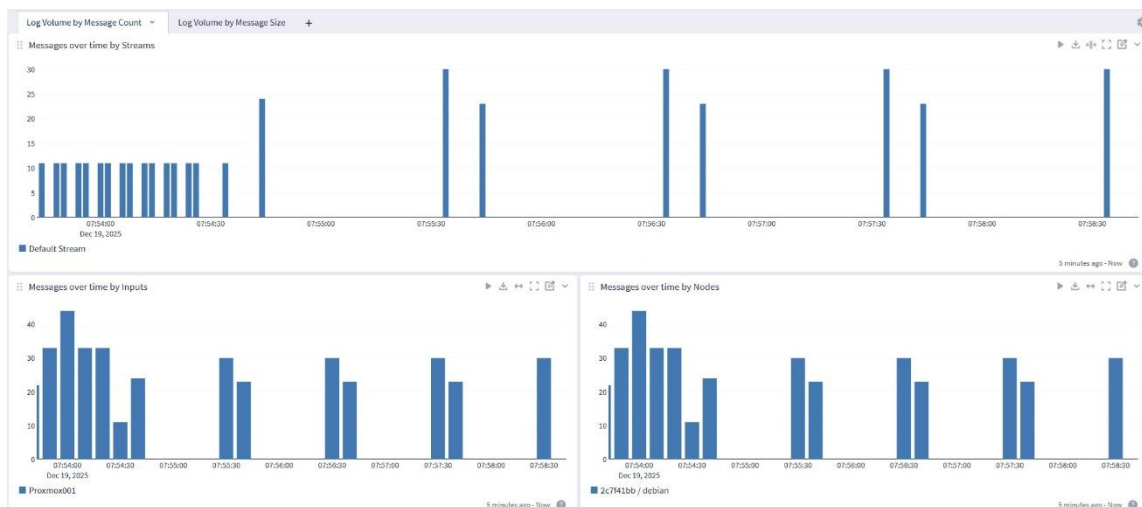 Log Volume by Message Count Log Volume by Message Size +
Messages over time by Streams
30
25
20
15
10
5
0
07:54:00 07:54:30 07:55:00 07:55:30 07:56:00 07:56:30 07:57:00 07:57:30 07:58:00 07:58:30
Dec 19, 2025
Default Stream
5 minutes ago - Now ?
Messages over time by Inputs
40
30
20
10
0
07:54:00 07:54:30 07:55:00 07:55:30 07:56:00 07:56:30 07:57:00 07:57:30 07:58:00 07:58:30
Dec 19, 2025
Proxmox001
5 minutes ago - Now ?
Messages over time by Nodes
40
30
20
10
0
07:54:00 07:54:30 07:55:00 07:55:30 07:56:00 07:56:30 07:57:00 07:57:30 07:58:00 07:58:30
Dec 19, 2025
2c7f41bb / debian
5 minutes ago - Now ?